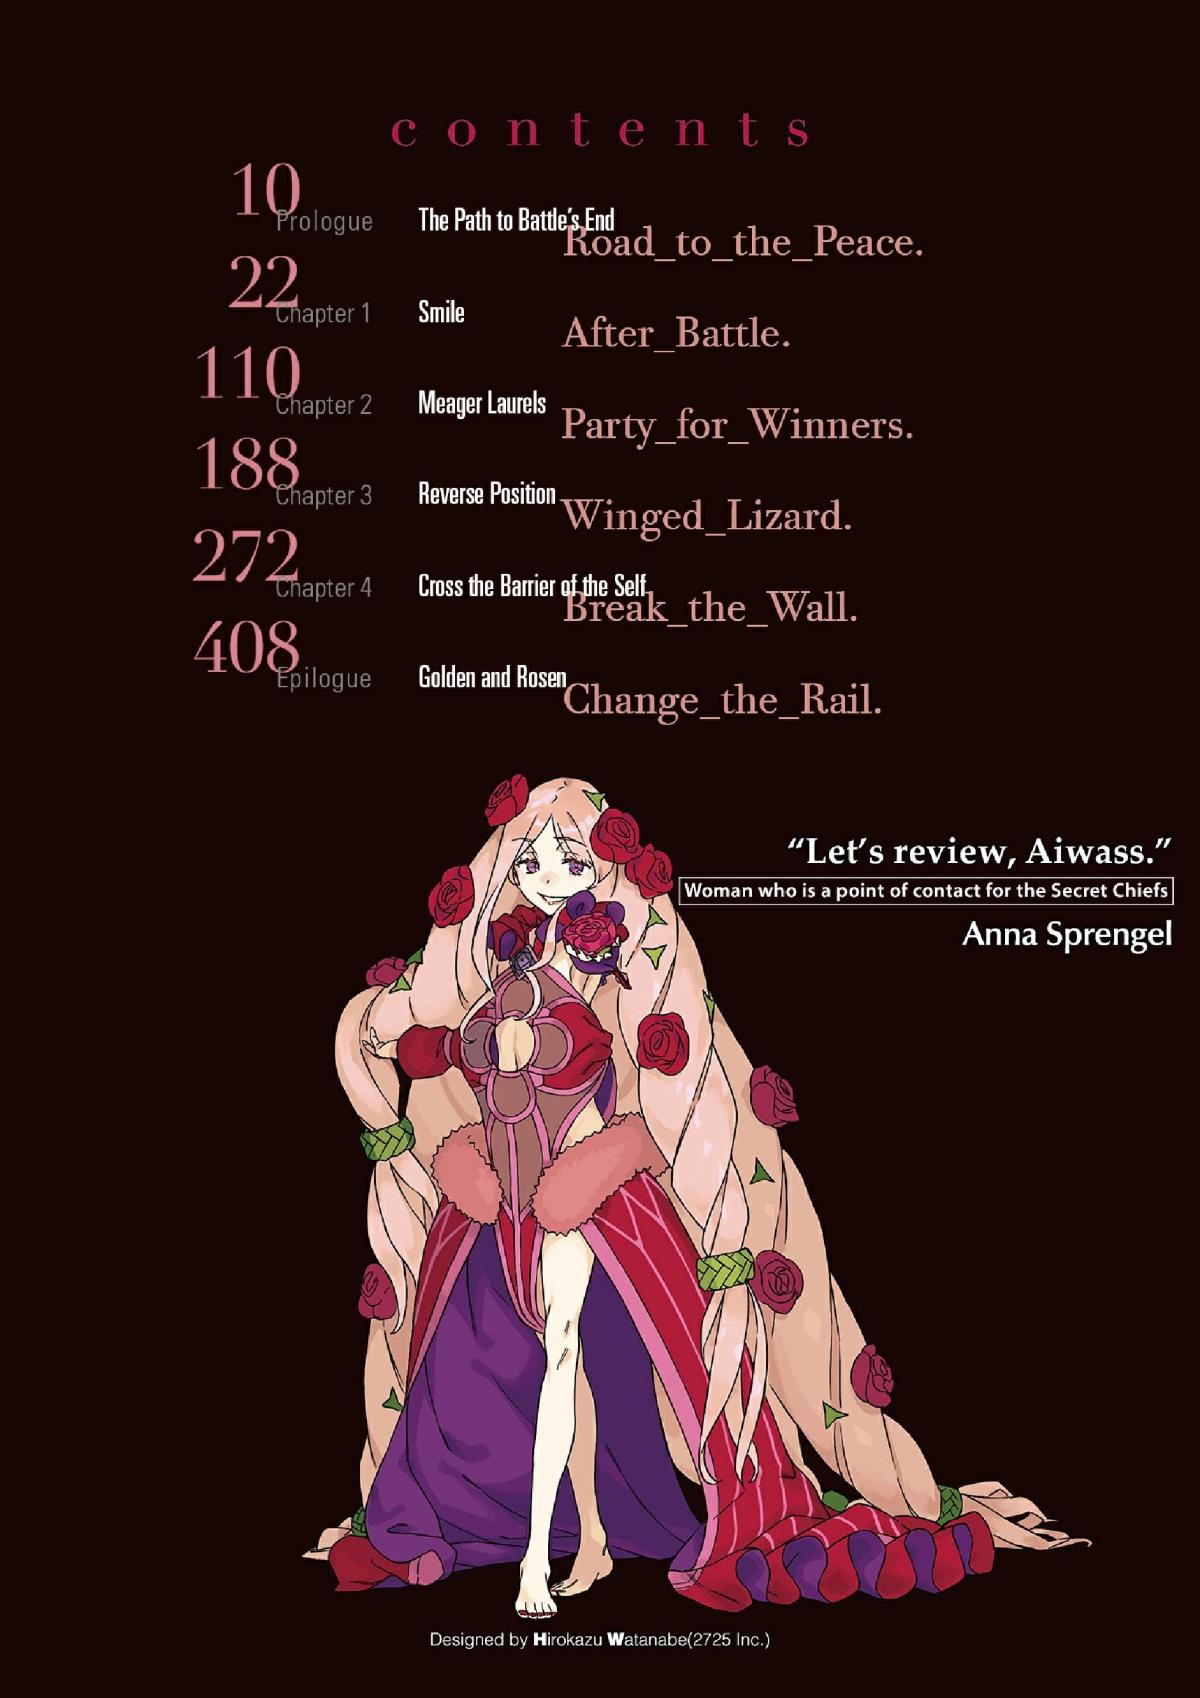 contents
10
Prologue The Path to Battle's End
Road_to_the_Peace.
22
Chapter 1 Smile
After_Battle.
110
Chapter 2 Meager Laurels
Party_for_Winners.
188
Chapter 3 Reverse Position
Winged_Lizard.
272
Chapter 4 Cross the Barrier of the Self
Break_the_Wall.
408
Epilogue Golden and Rosen
Change_the_Rail.
“Let’s review, Aiwass.”
Woman who is a point of contact for the Secret Chiefs
Anna Sprengel
Designed by Hirokazu Watanabe(2725 Inc.)